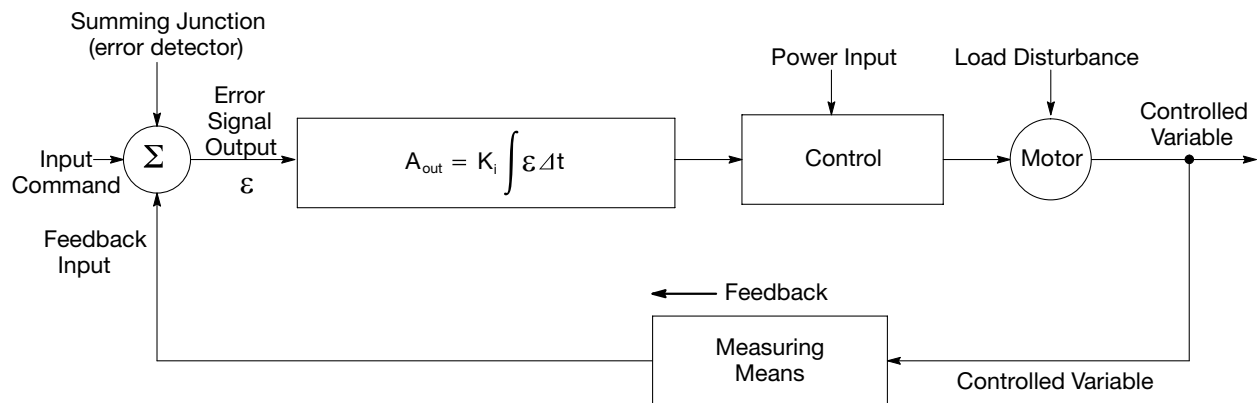 Summing Junction
(error detector)
Error
Signal
Output
ε
Input
Command
Σ
Feedback
Input
A_out = K_i ∫ ε Δt
Power Input
Control
Load Disturbance
Motor
Controlled
Variable
Feedback
Measuring
Means
Controlled Variable